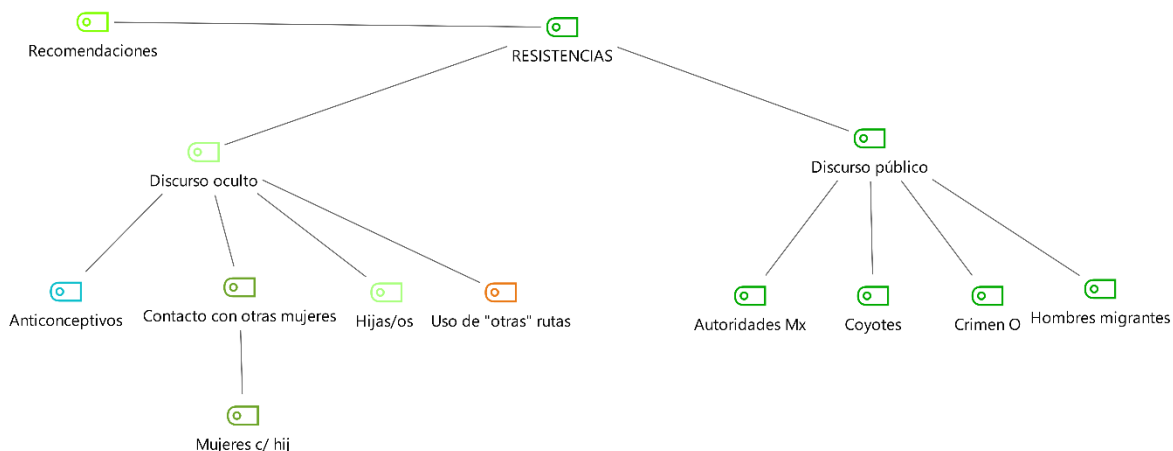 Recomendaciones
RESISTENCIAS
Discurso oculto
Discurso público
Anticonceptivos
Contacto con otras mujeres
Hijas/os
Uso de "otras" rutas
Autoridades Mx
Coyotes
Crimen O
Hombres migrantes
Mujeres c/ hij